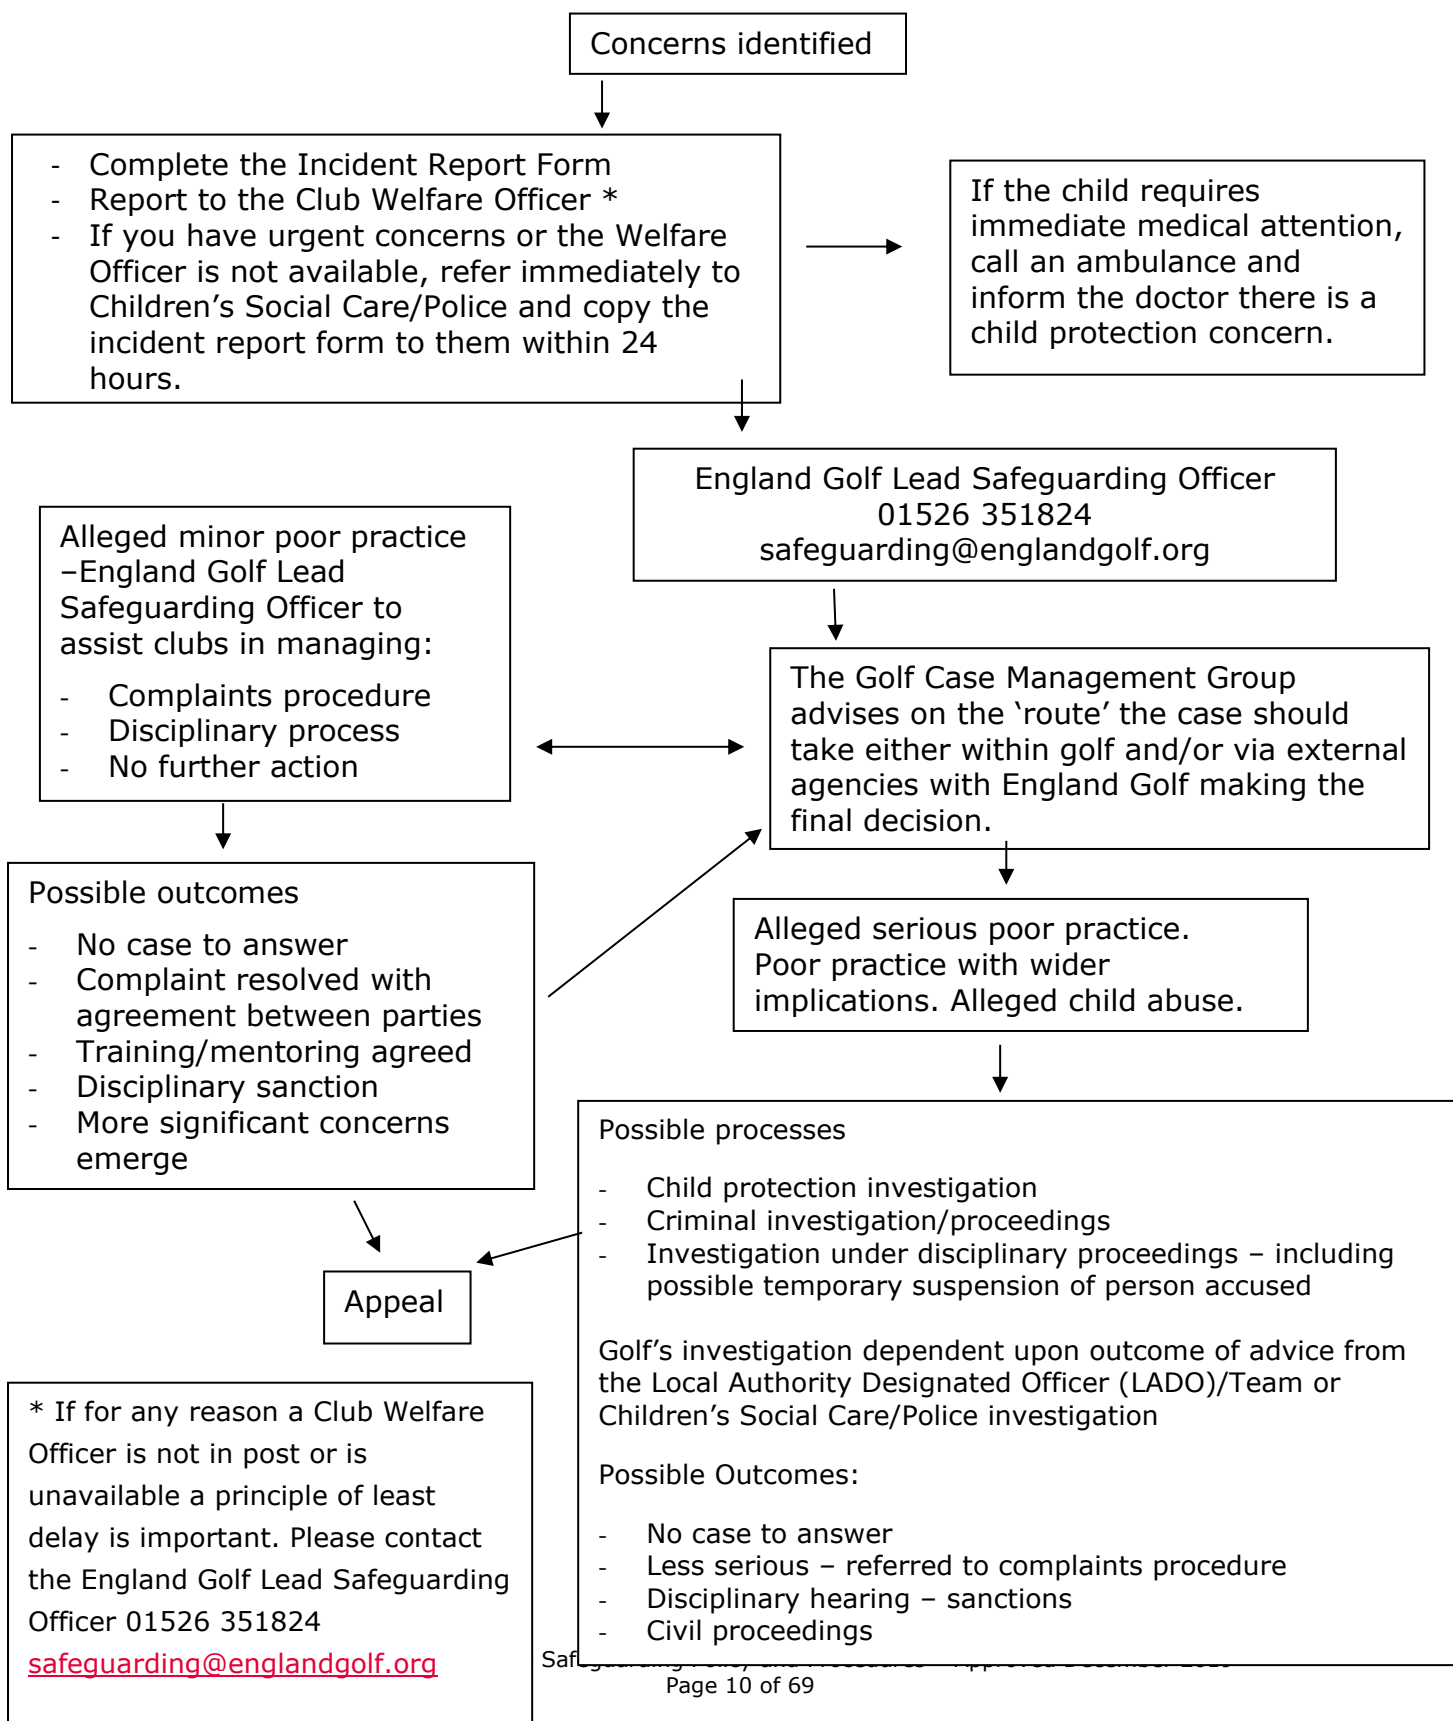 Concerns identified
- Complete the Incident Report Form
- Report to the Club Welfare Officer *
- If you have urgent concerns or the Welfare
Officer is not available, refer immediately to
Children’s Social Care/Police and copy the
incident report form to them within 24
hours.
If the child requires
immediate medical attention,
call an ambulance and
inform the doctor there is a
child protection concern.
England Golf Lead Safeguarding Officer
01526 351824
safeguarding@englandgolf.org
Alleged minor poor practice
–England Golf Lead
Safeguarding Officer to
assist clubs in managing:
- Complaints procedure
- Disciplinary process
- No further action
The Golf Case Management Group
advises on the ‘route’ the case should
take either within golf and/or via external
agencies with England Golf making the
final decision.
Possible outcomes
- No case to answer
- Complaint resolved with
agreement between parties
- Training/mentoring agreed
- Disciplinary sanction
- More significant concerns
emerge
Alleged serious poor practice.
Poor practice with wider
implications. Alleged child abuse.
Possible processes
- Child protection investigation
- Criminal investigation/proceedings
- Investigation under disciplinary proceedings – including
possible temporary suspension of person accused
Golf’s investigation dependent upon outcome of advice from
the Local Authority Designated Officer (LADO)/Team or
Children’s Social Care/Police investigation
Possible Outcomes:
- No case to answer
- Less serious – referred to complaints procedure
- Disciplinary hearing – sanctions
- Civil proceedings
Appeal
* If for any reason a Club Welfare
Officer is not in post or is
unavailable a principle of least
delay is important. Please contact
the England Golf Lead Safeguarding
Officer 01526 351824
safeguarding@englandgolf.org
Safeguarding Policy and Procedures
Page 10 of 69